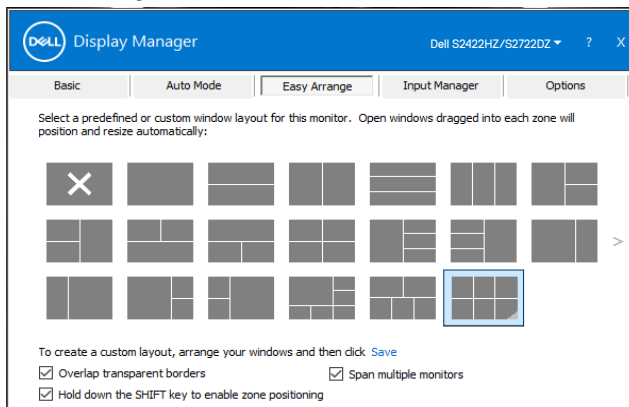 DELL Display Manager
Dell S2422HZ/S2722DZ ? X
Basic Auto Mode Easy Arrange Input Manager Options
Select a predefined or custom window layout for this monitor. Open windows dragged into each zone will
position and resize automatically:
>
To create a custom layout, arrange your windows and then click Save
Overlap transparent borders Span multiple monitors
Hold down the SHIFT key to enable zone positioning